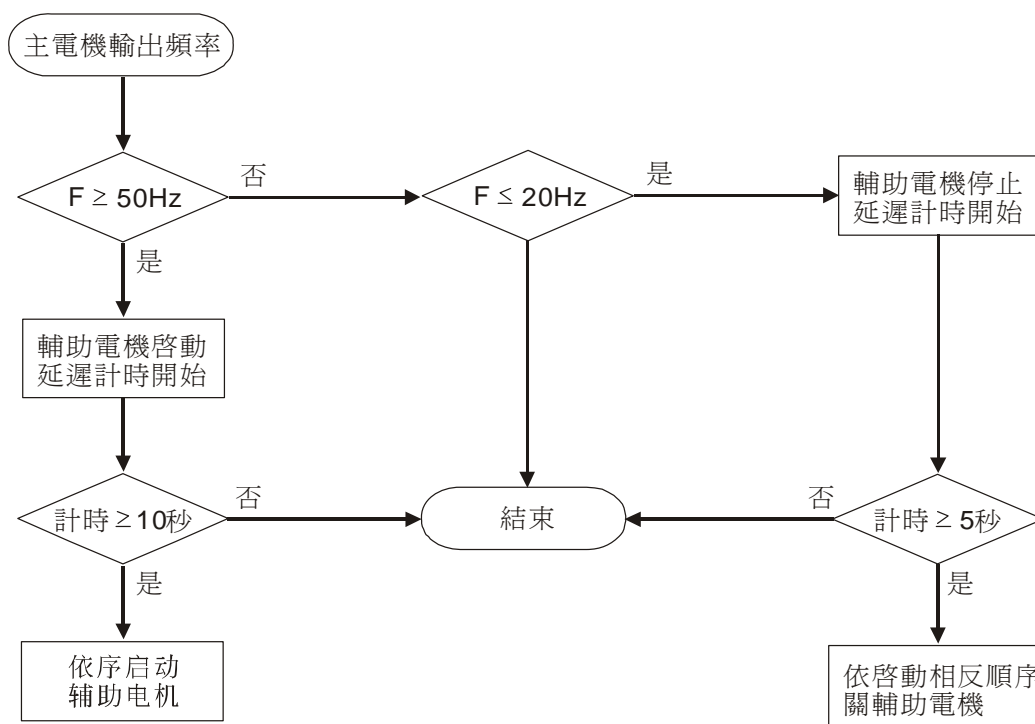 主電機輸出頻率
F ≥ 50Hz
否
F ≤ 20Hz
是
輔助電機停止
延遲計時開始
是
輔助電機啓動
延遲計時開始
計時 ≥ 10秒
否
結束
否
計時 ≥ 5秒
是
是
依序启动
辅助电机
依啓動相反順序
關輔助電機